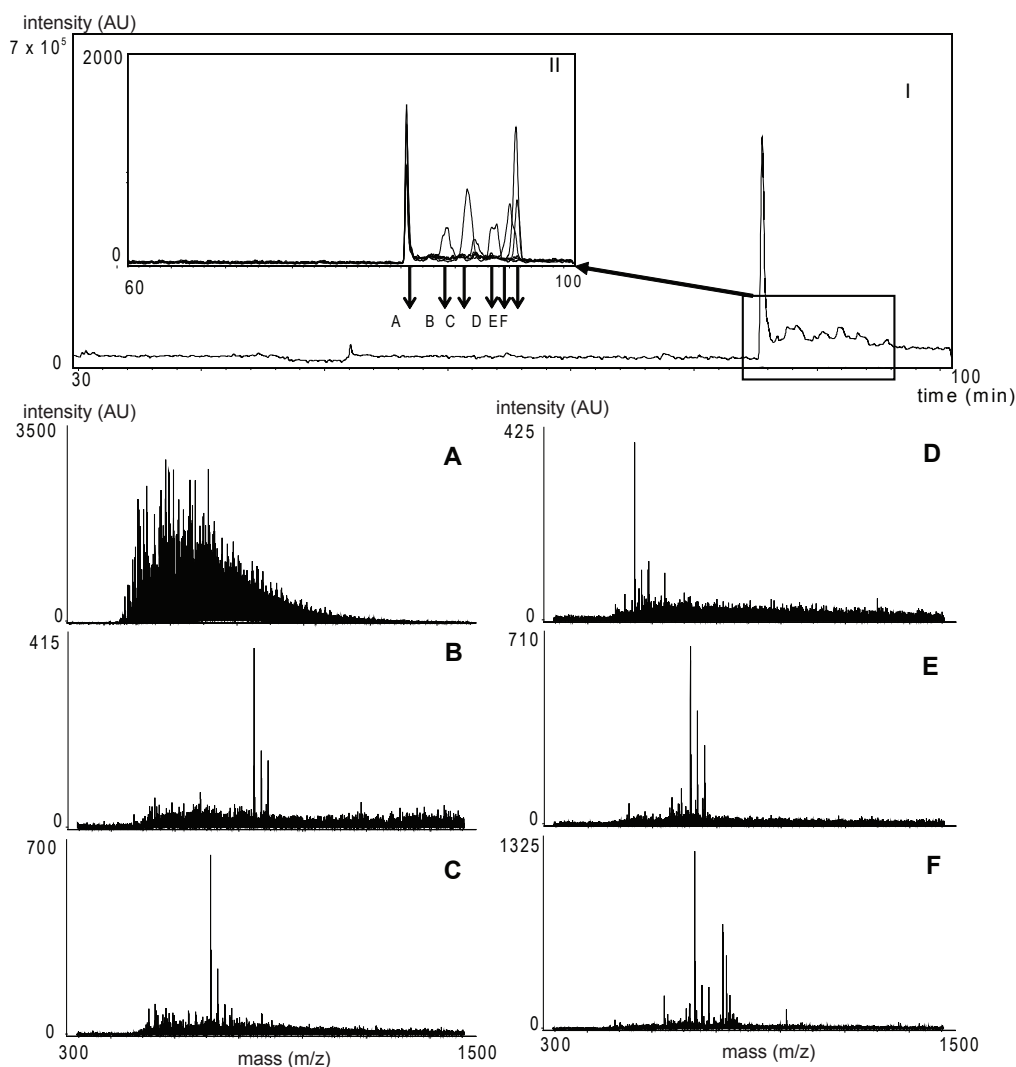 intensity (AU)
7 x 10⁵
2000
II
I
0
60
100
A B C D E F
0
30
100
time (min)
intensity (AU)
3500
A
0
intensity (AU)
425
D
0
415
B
0
710
E
0
700
C
0
300
mass (m/z)
1500
1325
F
0
300
mass (m/z)
1500